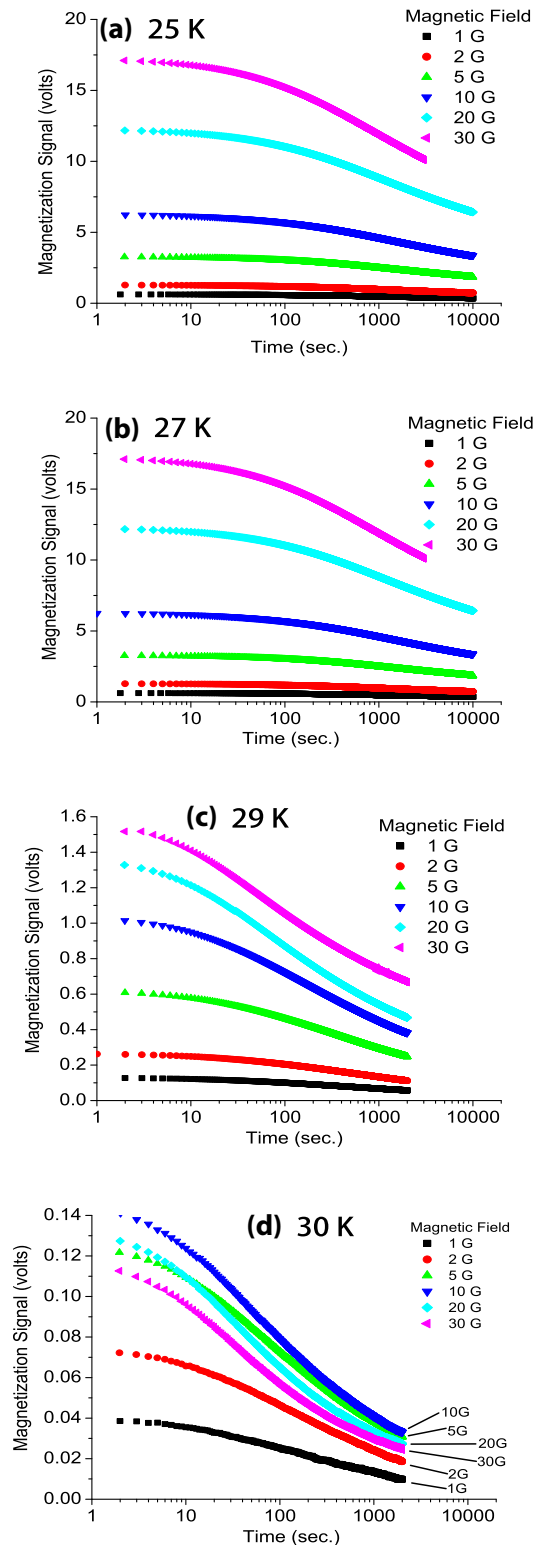 (a) 25 K
Magnetic Field
1 G
2 G
5 G
10 G
20 G
30 G
20
15
10
5
0
Magnetization Signal (volts)
1 10 100 1000 10000
Time (sec.)
(b) 27 K
Magnetic Field
1 G
2 G
5 G
10 G
20 G
30 G
20
15
10
5
0
Magnetization Signal (volts)
1 10 100 1000 10000
Time (sec.)
(c) 29 K
Magnetic Field
1 G
2 G
5 G
10 G
20 G
30 G
1.6
1.4
1.2
1.0
0.8
0.6
0.4
0.2
0.0
Magnetization Signal (volts)
1 10 100 1000 10000
Time (sec.)
(d) 30 K
Magnetic Field
1 G
2 G
5 G
10 G
20 G
30 G
0.14
0.12
0.10
0.08
0.06
0.04
0.02
0.00
Magnetization Signal (volts)
10G
5G
20G
30G
2G
1G
1 10 100 1000 10000
Time (sec.)